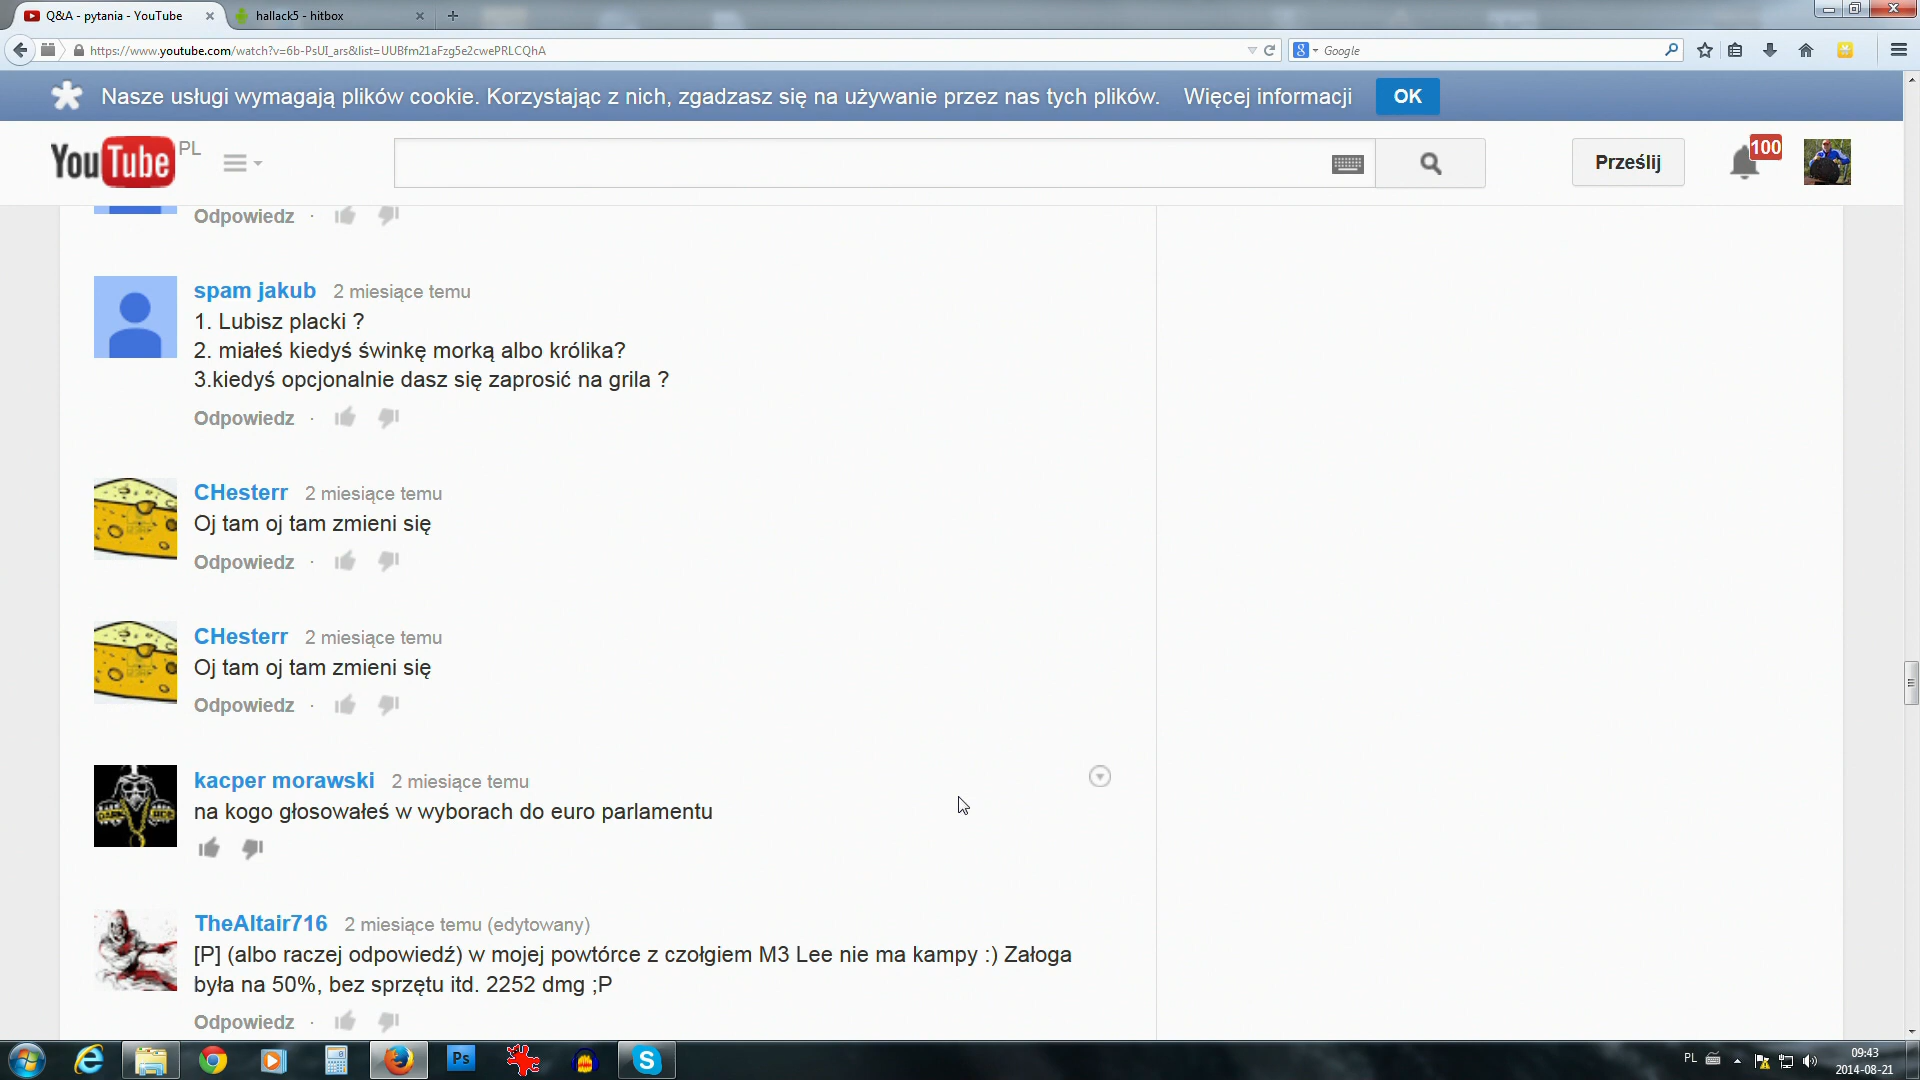 Q&A - pytania - YouTube
hallack5 - hitbox
https://www.youtube.com/watch?v=6b-PsUI_ars&list=UUBfm21aFzg5e2cwePRLCQhA
Google
Nasze usługi wymagają plików cookie. Korzystając z nich, zgadzasz się na używanie przez nas tych plików. Więcej informacji OK
YouTube PL
Prześlij
100
Odpowiedz ·
spam jakub 2 miesiące temu
1. Lubisz placki ?
2. miałeś kiedyś świnkę morką albo królika?
3.kiedyś opcjonalnie dasz się zaprosić na grila ?
Odpowiedz ·
CHesterr 2 miesiące temu
Oj tam oj tam zmieni się
Odpowiedz ·
CHesterr 2 miesiące temu
Oj tam oj tam zmieni się
Odpowiedz ·
kacper morawski 2 miesiące temu
na kogo głosowałeś w wyborach do euro parlamentu
TheAltair716 2 miesiące temu (edytowany)
[P] (albo raczej odpowiedź) w mojej powtórce z czołgiem M3 Lee nie ma kampy :) Załoga
była na 50%, bez sprzętu itd. 2252 dmg ;P
Odpowiedz ·
Ps
PL
09:43
2014-08-21